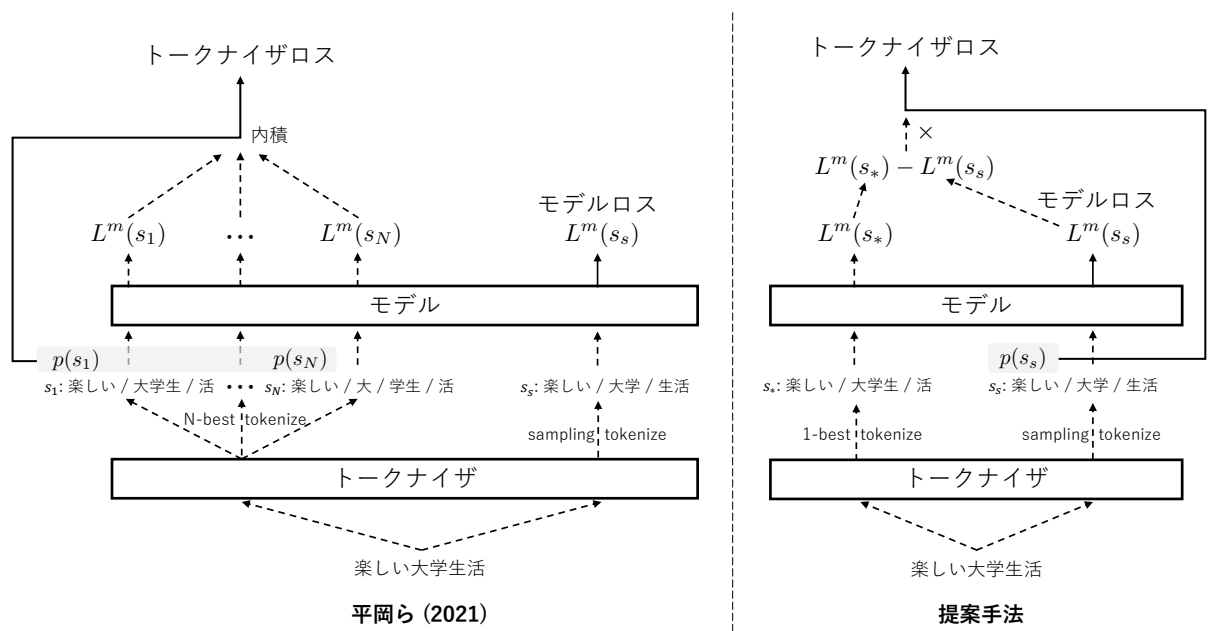 トークナイザロス
内積
L^m(s_1)
⋯
L^m(s_N)
モデルロス
L^m(s_s)
モデル
p(s_1)
p(s_N)
s_1: 楽しい / 大学生 / 活
⋯
s_N: 楽しい / 大 / 学生 / 活
s_s: 楽しい / 大学 / 生活
N-best tokenize
sampling tokenize
トークナイザ
楽しい大学生活
平岡ら (2021)
トークナイザロス
×
L^m(s_*) − L^m(s_s)
モデルロス
L^m(s_*)
L^m(s_s)
モデル
p(s_s)
s_*: 楽しい / 大学生 / 活
s_s: 楽しい / 大学 / 生活
1-best tokenize
sampling tokenize
トークナイザ
楽しい大学生活
提案手法